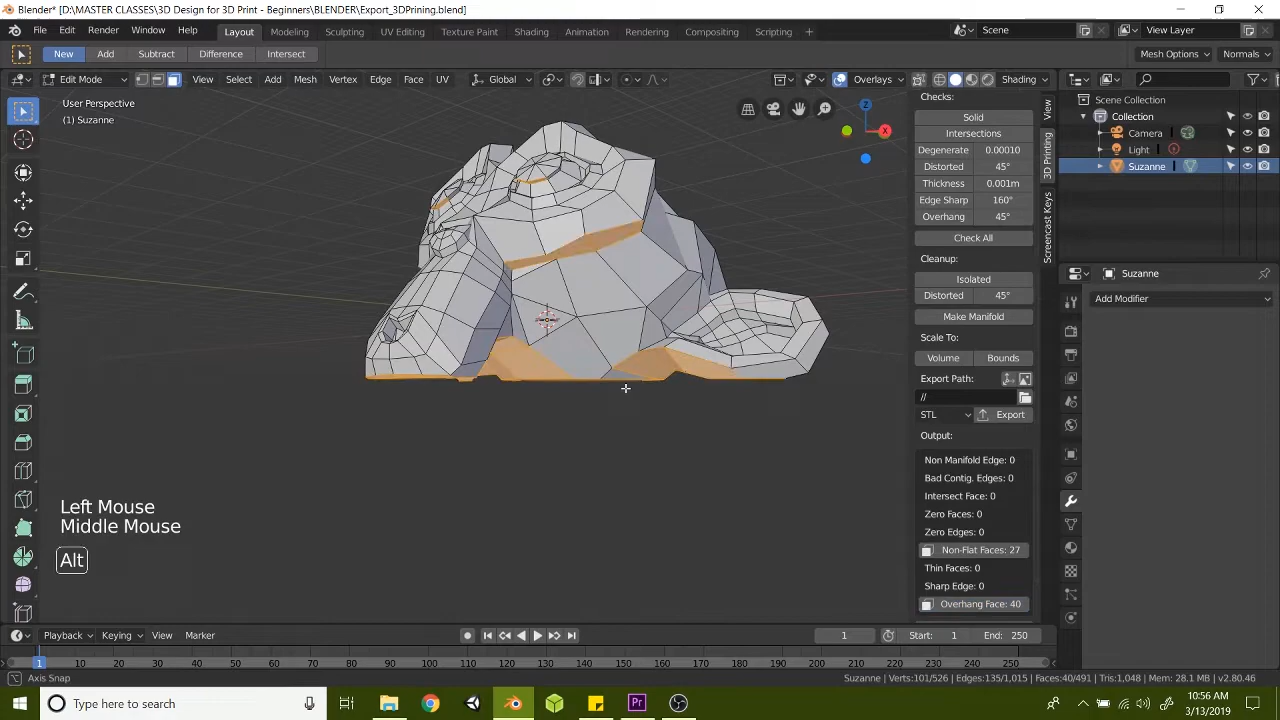 Blender* [D:\MASTER CLASSES\3D Design for 3D Print - Beginners\BLENDER\Export_3DPrining.blend]
File Edit Render Window Help Layout Modeling Sculpting UV Editing Texture Paint Shading Animation Rendering Compositing Scripting + Scene View Layer
New Add Subtract Difference Intersect Mesh Options Normals
Edit Mode View Select Add Mesh Vertex Edge Face UV Global Overlays Shading
User Perspective
(1) Suzanne
Z
X
Checks:
Solid
Intersections
Degenerate 0.00010
Distorted 45°
Thickness 0.001m
Edge Sharp 160°
Overhang 45°
Check All
Cleanup:
Isolated
Distorted 45°
Make Manifold
Scale To:
Volume Bounds
Export Path:
//
STL Export
Output:
Non Manifold Edge: 0
Bad Contig. Edges: 0
Intersect Face: 0
Zero Faces: 0
Zero Edges: 0
Non-Flat Faces: 27
Thin Faces: 0
Sharp Edge: 0
Overhang Face: 40
View
3D Printing
Screencast Keys
Scene Collection
Collection
Camera
Light
Suzanne
Suzanne
Add Modifier
Left Mouse
Middle Mouse
Alt
Playback Keying View Marker 1 Start: 1 End: 250
1 10 20 30 40 50 60 70 80 90 100 110 120 130 140 150 160 170 180 190 200 210 220 230 240 250
Axis Snap Suzanne | Verts:101/526 | Edges:135/1,015 | Faces:40/491 | Tris:1,048 | Mem: 28.1 MB | v2.80.46
Type here to search
Pr
10:56 AM
3/13/2019